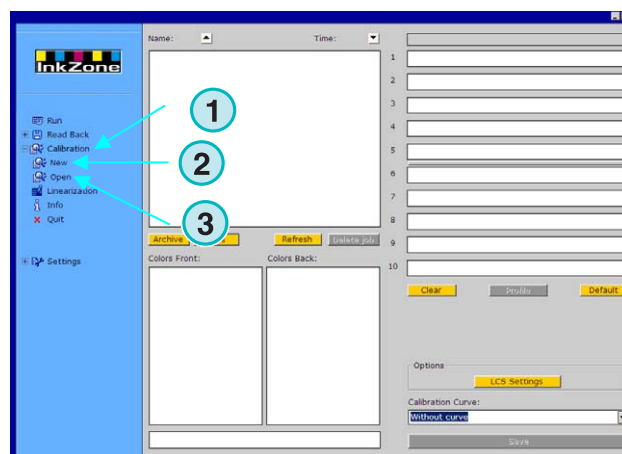 InkZone
Run
Read Back
Calibration
New
Open
Linearization
Info
Quit
Settings
1
2
3
Name:
Time:
Archive
Refresh
Delete job
Colors Front:
Colors Back:
1
2
3
4
5
6
7
8
9
10
Clear
Profile
Default
Options
LCS Settings
Calibration Curve:
Without curve
Save